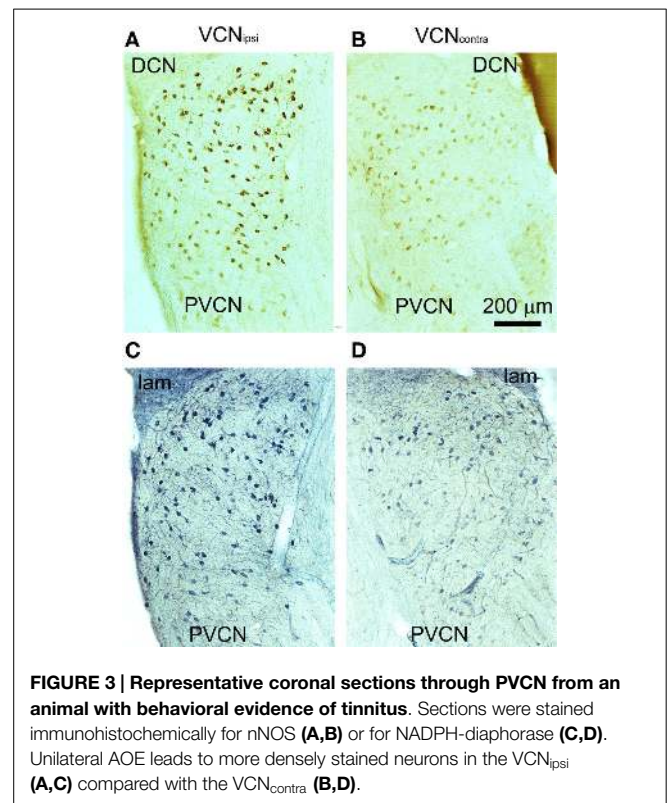 A VCNipsi B VCNcontra
DCN DCN
PVCN PVCN
200 μm
C D
lam lam
PVCN PVCN
FIGURE 3 | Representative coronal sections through PVCN from an
animal with behavioral evidence of tinnitus. Sections were stained
immunohistochemically for nNOS (A,B) or for NADPH-diaphorase (C,D).
Unilateral AOE leads to more densely stained neurons in the VCNipsi
(A,C) compared with the VCNcontra (B,D).